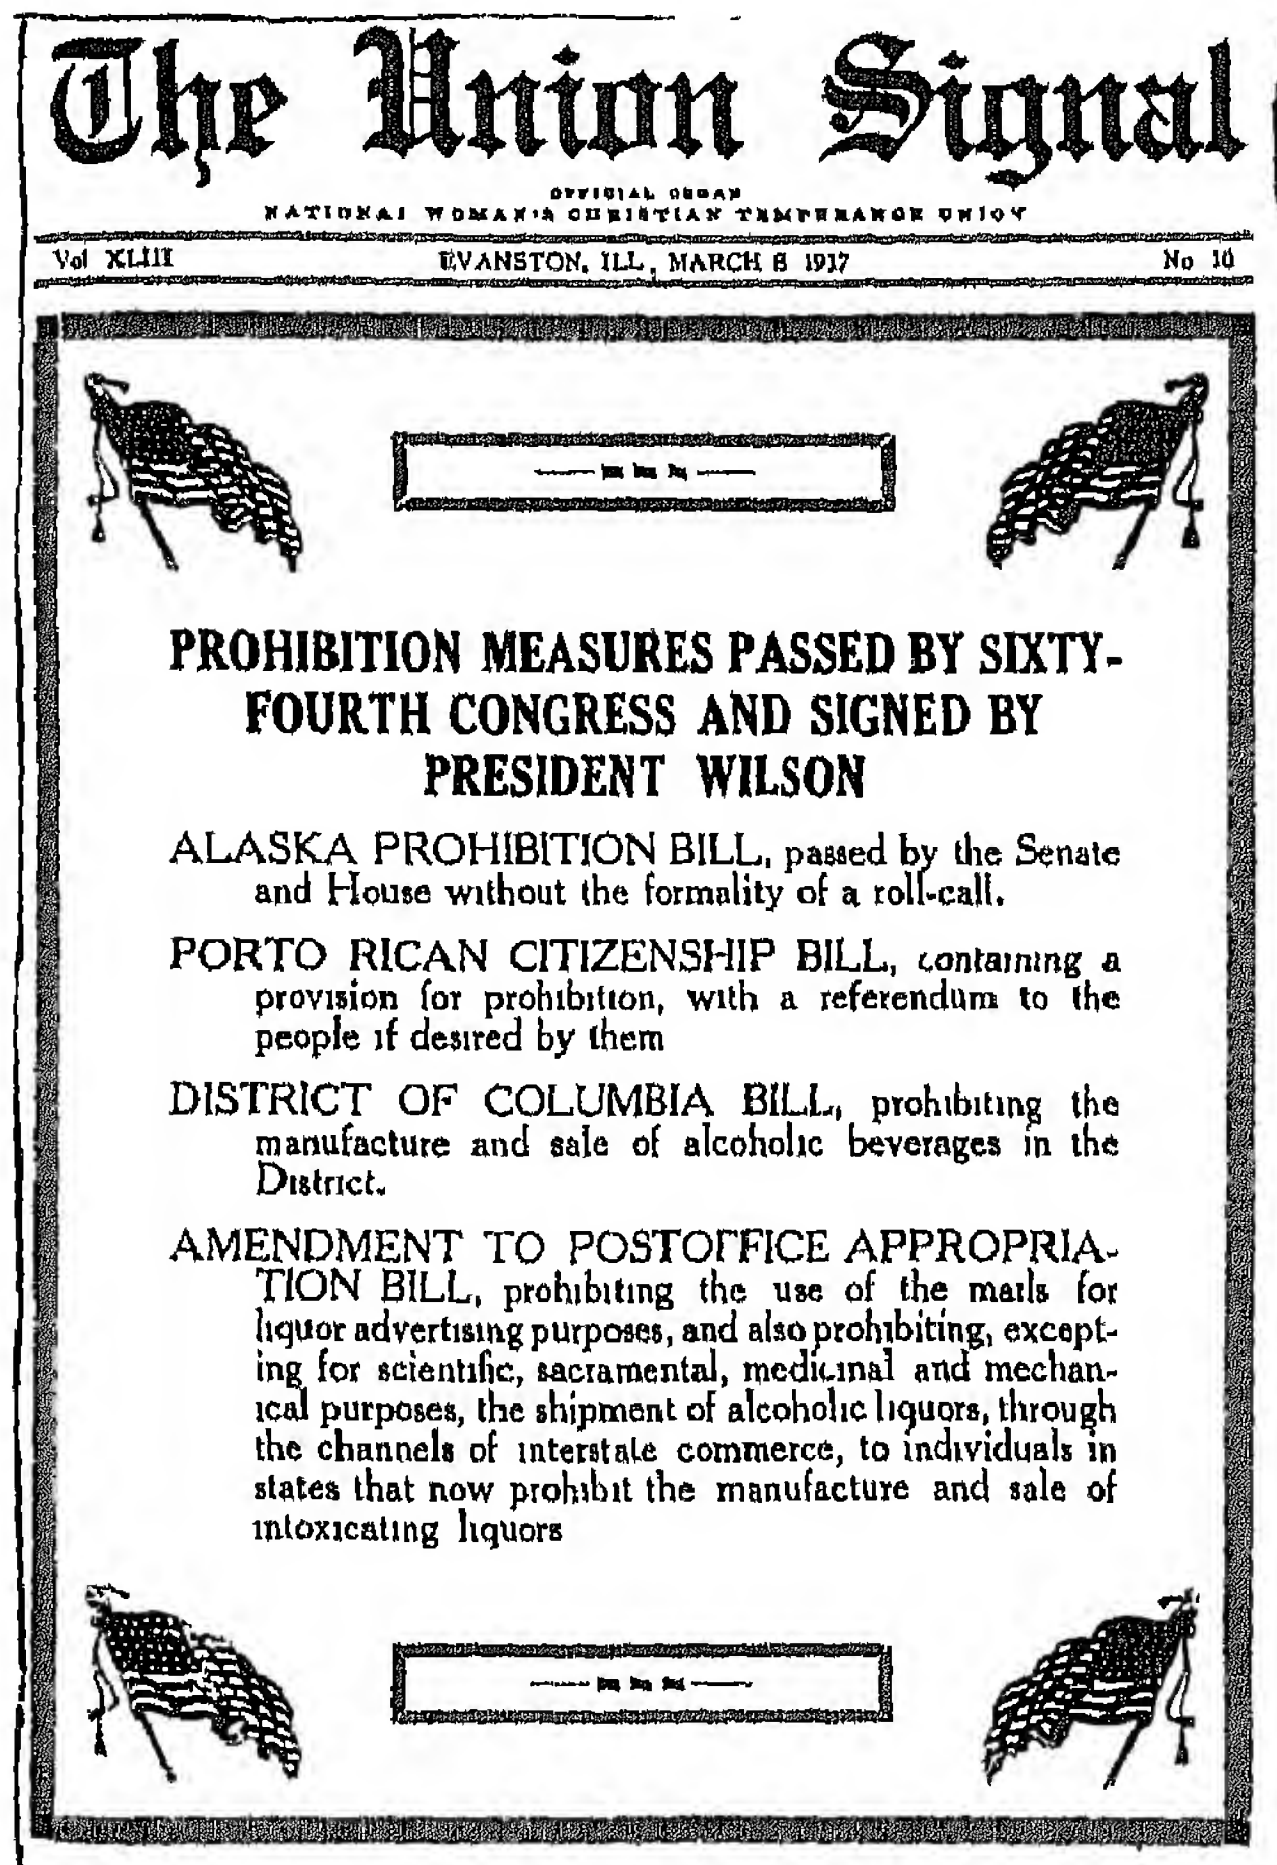 The Union Signal
OFFICIAL ORGAN
NATIONAL WOMAN'S CHRISTIAN TEMPERANCE UNION
Vol XLIII EVANSTON, ILL, MARCH 8 1917 No 10
PROHIBITION MEASURES PASSED BY SIXTY-
FOURTH CONGRESS AND SIGNED BY
PRESIDENT WILSON
ALASKA PROHIBITION BILL, passed by the Senate
and House without the formality of a roll-call.
PORTO RICAN CITIZENSHIP BILL, containing a
provision for prohibition, with a referendum to the
people if desired by them
DISTRICT OF COLUMBIA BILL, prohibiting the
manufacture and sale of alcoholic beverages in the
District.
AMENDMENT TO POSTOFFICE APPROPRIA-
TION BILL, prohibiting the use of the mails for
liquor advertising purposes, and also prohibiting, except-
ing for scientific, sacramental, medicinal and mechan-
ical purposes, the shipment of alcoholic liquors, through
the channels of interstate commerce, to individuals in
states that now prohibit the manufacture and sale of
intoxicating liquors